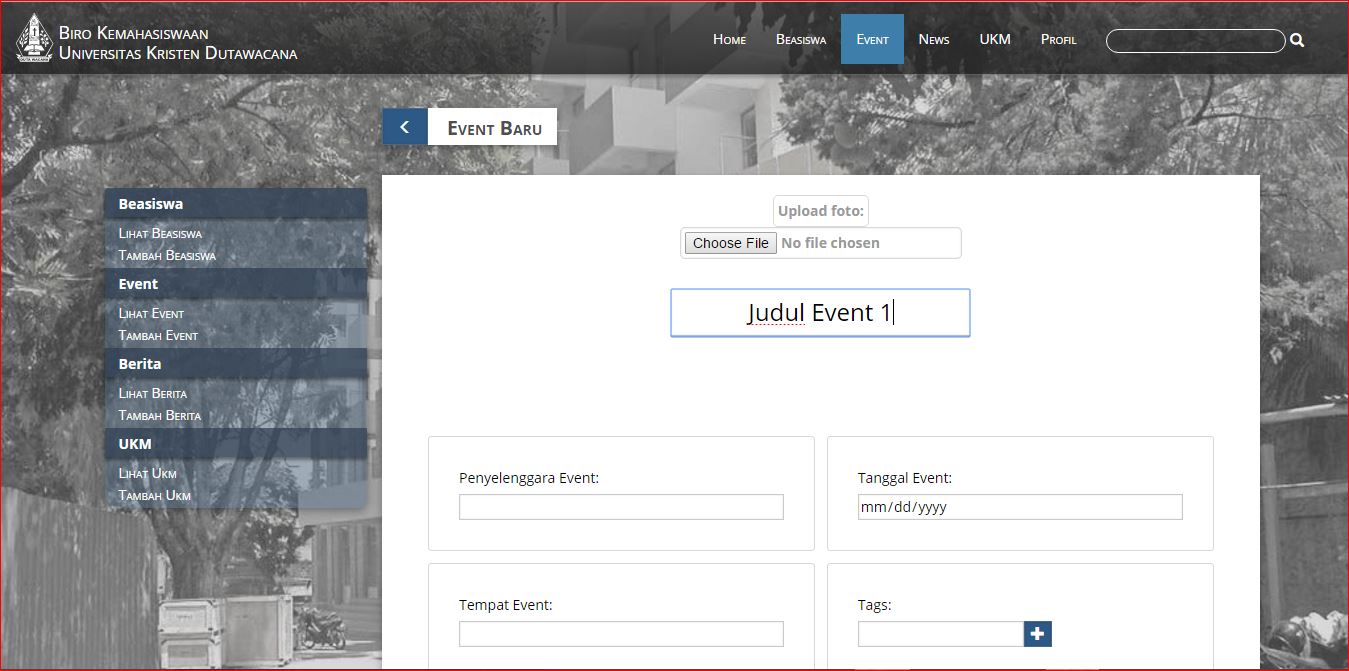 Biro Kemahasiswaan
Universitas Kristen Dutawacana
Home Beasiswa Event News UKM Profil
Event Baru
Beasiswa
Lihat Beasiswa
Tambah Beasiswa
Event
Lihat Event
Tambah Event
Berita
Lihat Berita
Tambah Berita
UKM
Lihat Ukm
Tambah Ukm
Upload foto:
Choose File No file chosen
Judul Event 1
Penyelenggara Event:
Tanggal Event:
mm/dd/yyyy
Tempat Event:
Tags: